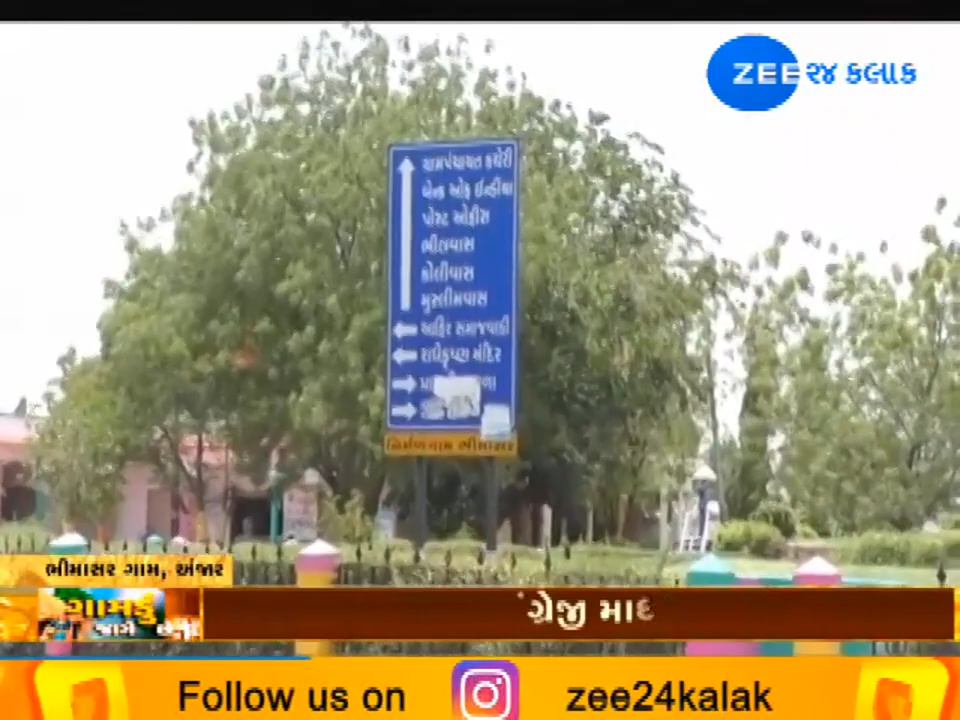 ZEE ૨૪ કલાક
ગ્રામપંચાયત કચેરી
બેન્ક ઓફ ઈન્ડીયા
પોસ્ટ ઓફીસ
ભીલવાસ
કોલીવાસ
મુસ્લીમવાસ
આહિર સમાજવાડી
રાધેકૃષ્ણ મંદિર
નિર્મળગામ ભીમાસર
ભીમાસર ગામ, અંજાર
ગામડું
જાગે
ંગ્રેજી માદ
Follow us on zee24kalak